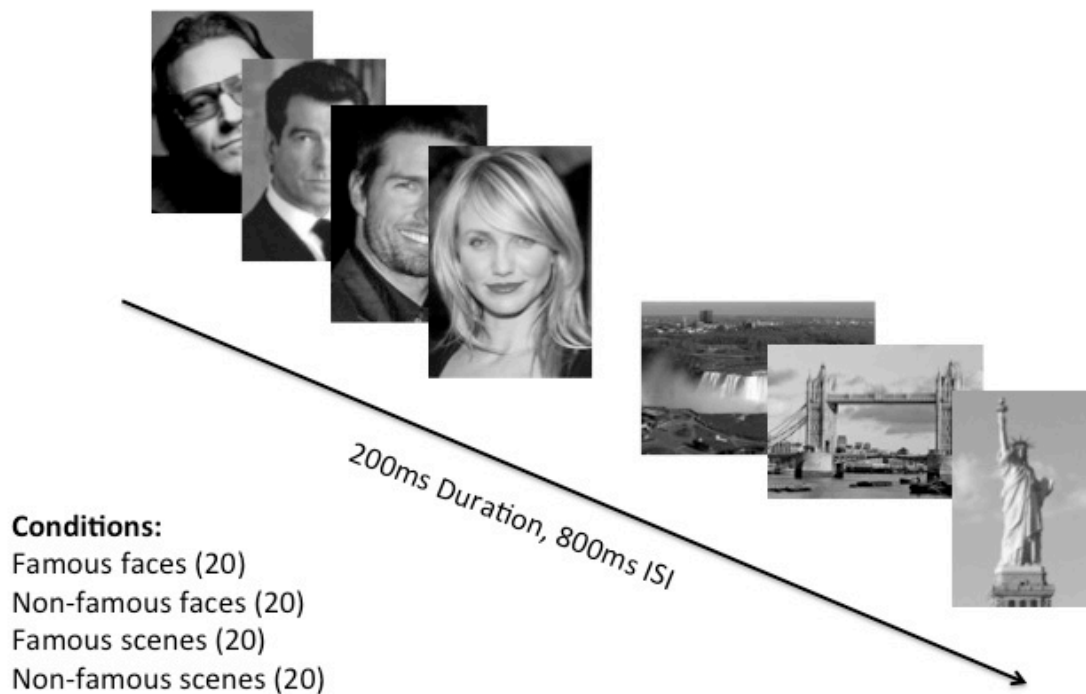 200ms Duration, 800ms ISI
Conditions:
Famous faces (20)
Non-famous faces (20)
Famous scenes (20)
Non-famous scenes (20)